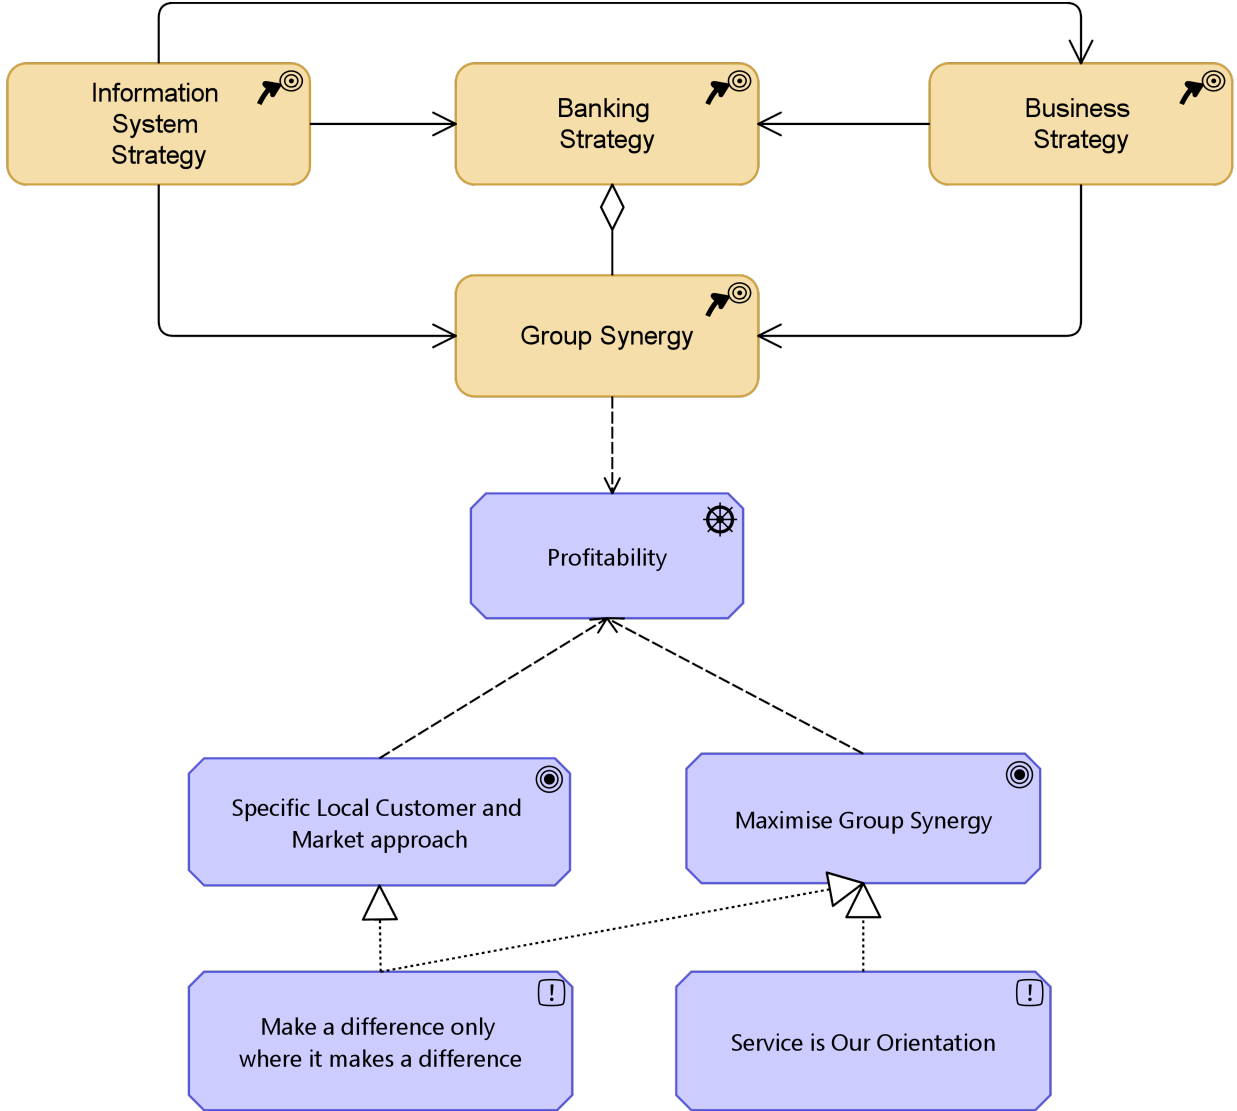 Information
System
Strategy
Banking
Strategy
Business
Strategy
Group Synergy
Profitability
Specific Local Customer and
Market approach
Maximise Group Synergy
Make a difference only
where it makes a difference
Service is Our Orientation